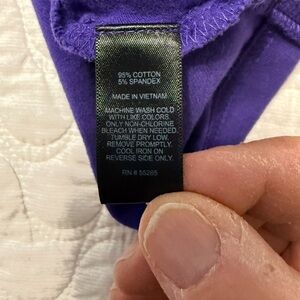 95% COTTON
5% SPANDEX
MADE IN VIETNAM
MACHINE WASH COLD
WITH LIKE COLORS.
ONLY NON-CHLORINE
BLEACH WHEN NEEDED.
TUMBLE DRY LOW.
REMOVE PROMPTLY.
COOL IRON ON
REVERSE SIDE ONLY.
RN # 55285